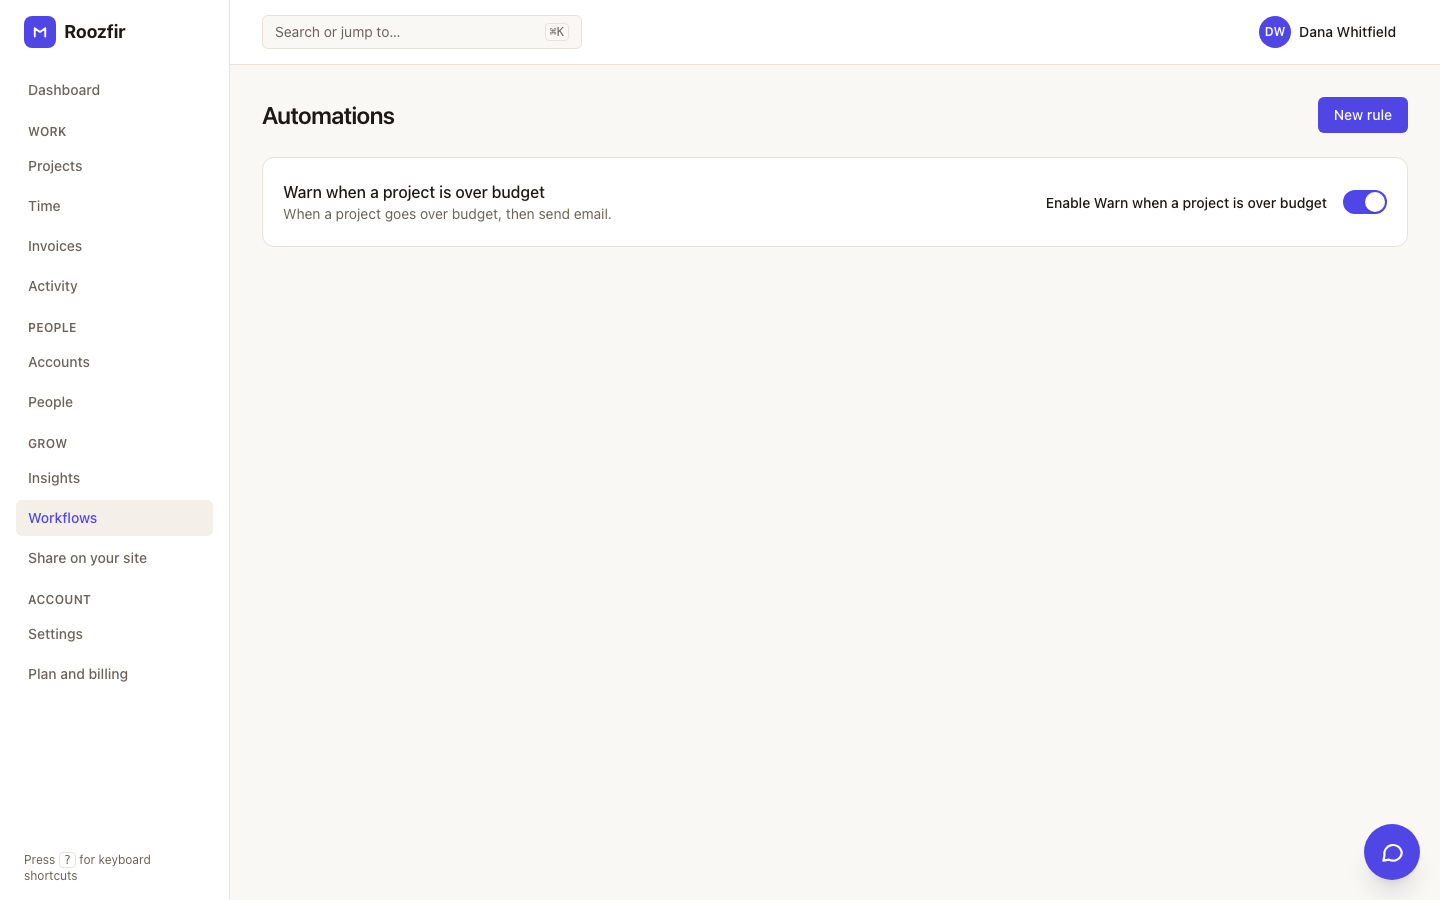 Roozfir
Search or jump to...
⌘K
DW
Dana Whitfield
Dashboard
WORK
Projects
Time
Invoices
Activity
PEOPLE
Accounts
People
GROW
Insights
Workflows
Share on your site
ACCOUNT
Settings
Plan and billing
Press ? for keyboard
shortcuts
Automations
New rule
Warn when a project is over budget
When a project goes over budget, then send email.
Enable Warn when a project is over budget